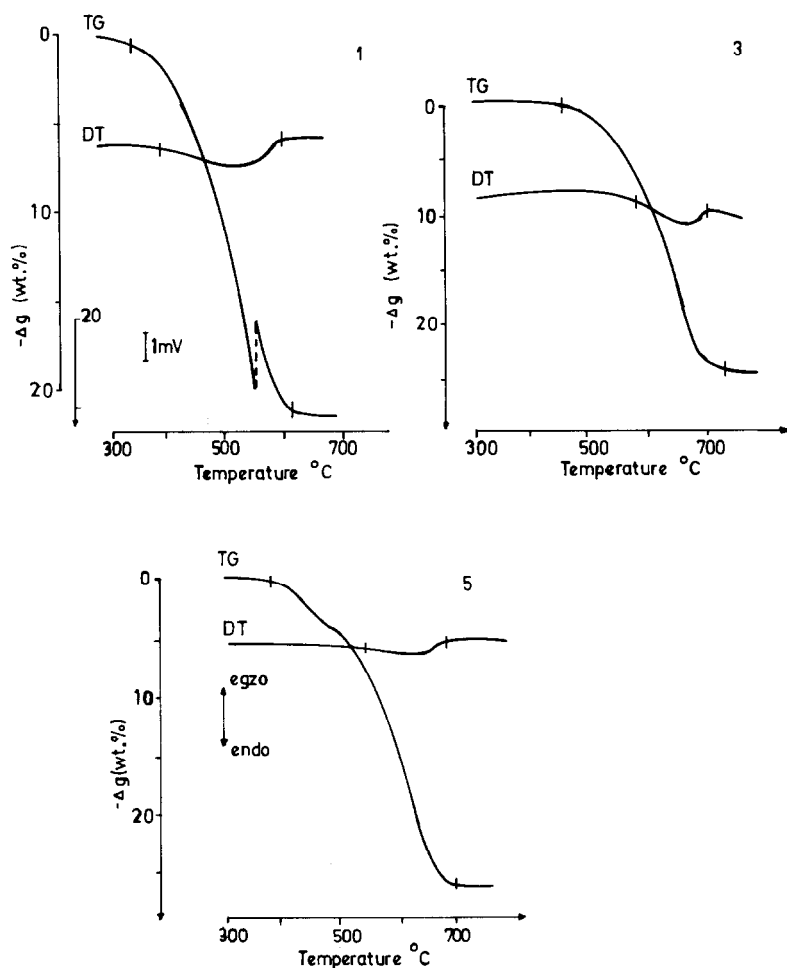 TG
0
1
DT
10
-Δg (wt.%)
20
1mV
20
300 500 700
Temperature °C
3
TG
0
DT
10
-Δg (wt.%)
20
300 500 700
Temperature °C
TG
0
5
DT
egzo
10
endo
-Δg(wt.%)
20
300 500 700
Temperature °C